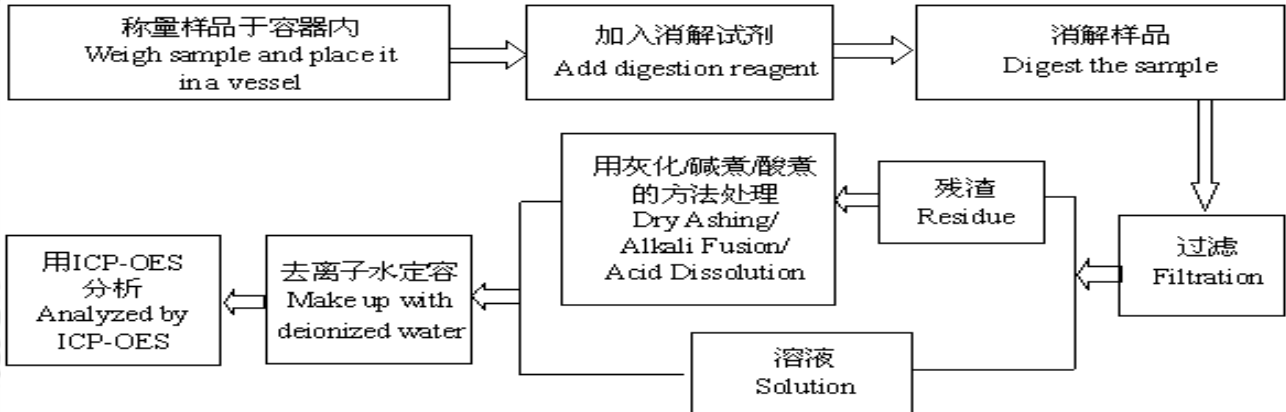 称量样品于容器内
Weigh sample and place it
in a vessel
加入消解试剂
Add digestion reagent
消解样品
Digest the sample
过滤
Filtration
残渣
Residue
用灰化/碱煮/酸煮
的方法处理
Dry Ashing/
Alkali Fusion/
Acid Dissolution
溶液
Solution
去离子水定容
Make up with
deionized water
用ICP-OES
分析
Analyzed by
ICP-OES